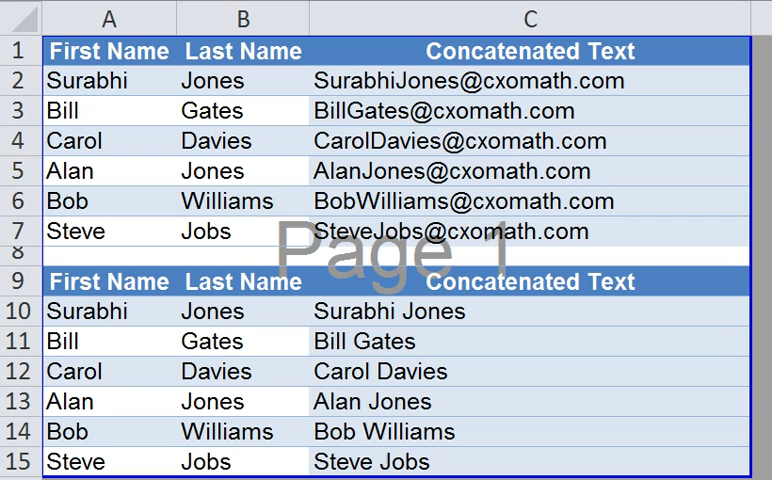 A B C
1 First Name Last Name Concatenated Text
2 Surabhi Jones SurabhiJones@cxomath.com
3 Bill Gates BillGates@cxomath.com
4 Carol Davies CarolDavies@cxomath.com
5 Alan Jones AlanJones@cxomath.com
6 Bob Williams BobWilliams@cxomath.com
7 Steve Jobs SteveJobs@cxomath.com
8 Page 1
9 First Name Last Name Concatenated Text
10 Surabhi Jones Surabhi Jones
11 Bill Gates Bill Gates
12 Carol Davies Carol Davies
13 Alan Jones Alan Jones
14 Bob Williams Bob Williams
15 Steve Jobs Steve Jobs